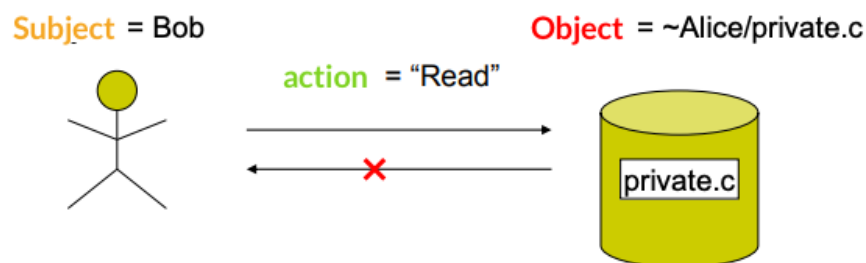 Subject = Bob
Object = ~Alice/private.c
action = “Read”
private.c